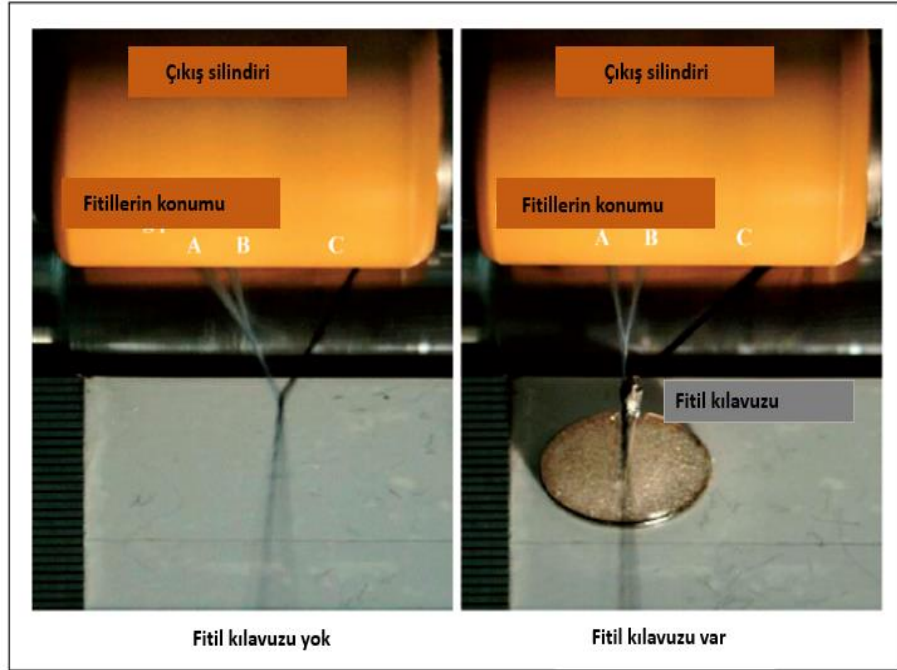 Çıkış silindiri
Fitillerin konumu
A B C
Fitil kılavuzu yok
Çıkış silindiri
Fitillerin konumu
A B C
Fitil kılavuzu
Fitil kılavuzu var